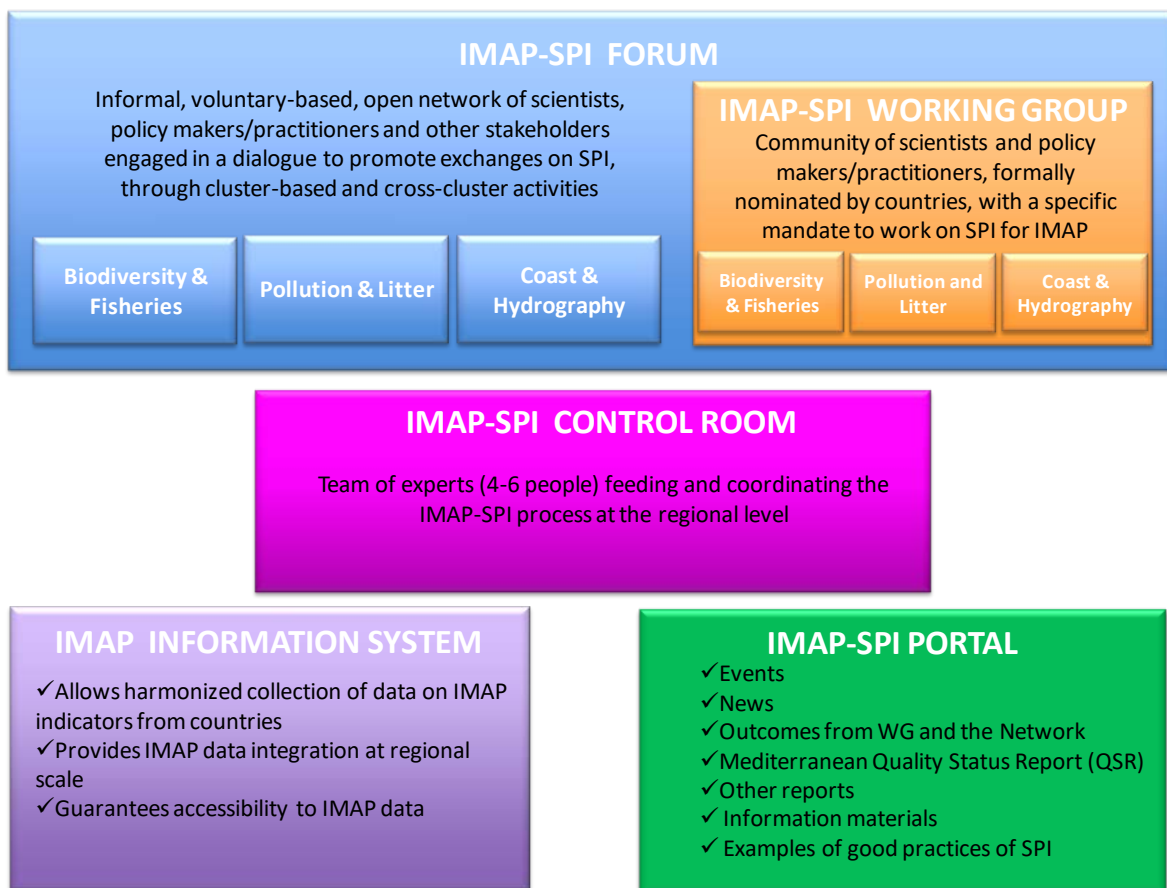 IMAP-SPI FORUM
Informal, voluntary-based, open network of scientists,
policy makers/practitioners and other stakeholders
engaged in a dialogue to promote exchanges on SPI,
through cluster-based and cross-cluster activities
Biodiversity &
Fisheries
Pollution & Litter
Coast &
Hydrography
IMAP-SPI WORKING GROUP
Community of scientists and policy
makers/practitioners, formally
nominated by countries, with a specific
mandate to work on SPI for IMAP
Biodiversity
& Fisheries
Pollution and
Litter
Coast &
Hydrography
IMAP-SPI CONTROL ROOM
Team of experts (4-6 people) feeding and coordinating the
IMAP-SPI process at the regional level
IMAP INFORMATION SYSTEM
✓Allows harmonized collection of data on IMAP
indicators from countries
✓Provides IMAP data integration at regional
scale
✓Guarantees accessibility to IMAP data
IMAP-SPI PORTAL
✓Events
✓News
✓Outcomes from WG and the Network
✓Mediterranean Quality Status Report (QSR)
✓Other reports
✓ Information materials
✓ Examples of good practices of SPI